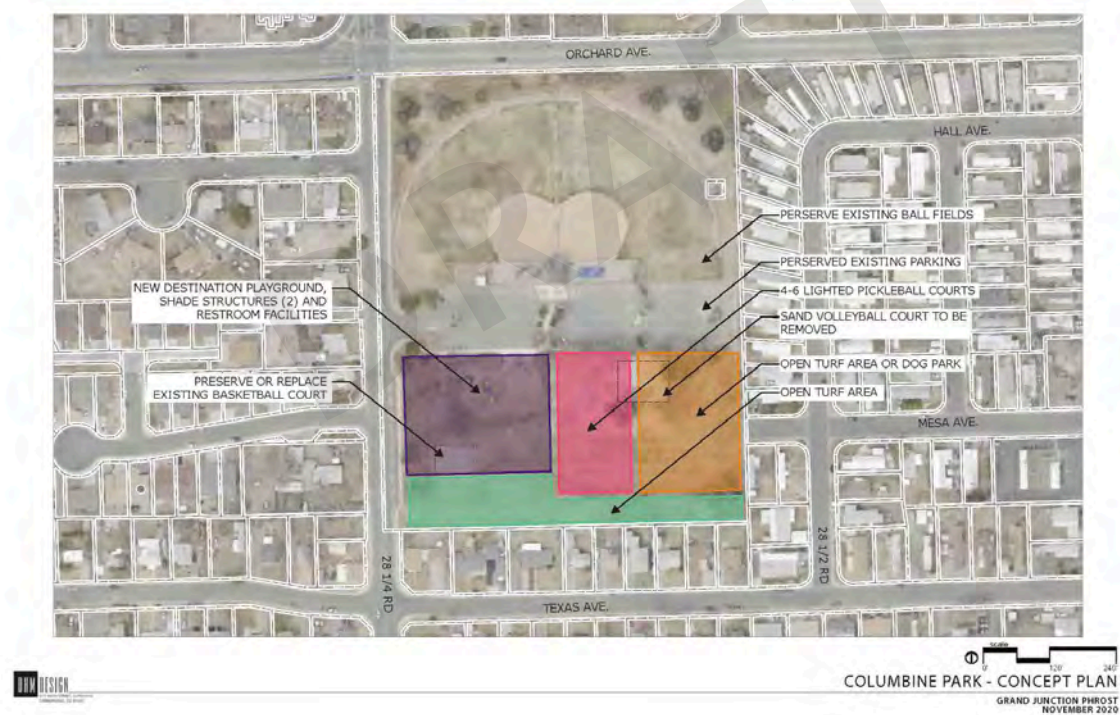 ORCHARD AVE.
HALL AVE.
DRAFT
PERSERVE EXISTING BALL FIELDS
PERSERVED EXISTING PARKING
4-6 LIGHTED PICKLEBALL COURTS
SAND VOLLEYBALL COURT TO BE
REMOVED
OPEN TURF AREA OR DOG PARK
OPEN TURF AREA
NEW DESTINATION PLAYGROUND,
SHADE STRUCTURES (2) AND
RESTROOM FACILITIES
PRESERVE OR REPLACE
EXISTING BASKETBALL COURT
MESA AVE.
28 1/4 RD
28 1/2 RD
TEXAS AVE.
scale
0' 120' 240'
COLUMBINE PARK - CONCEPT PLAN
GRAND JUNCTION PHROST
NOVEMBER 2020
DHM DESIGN